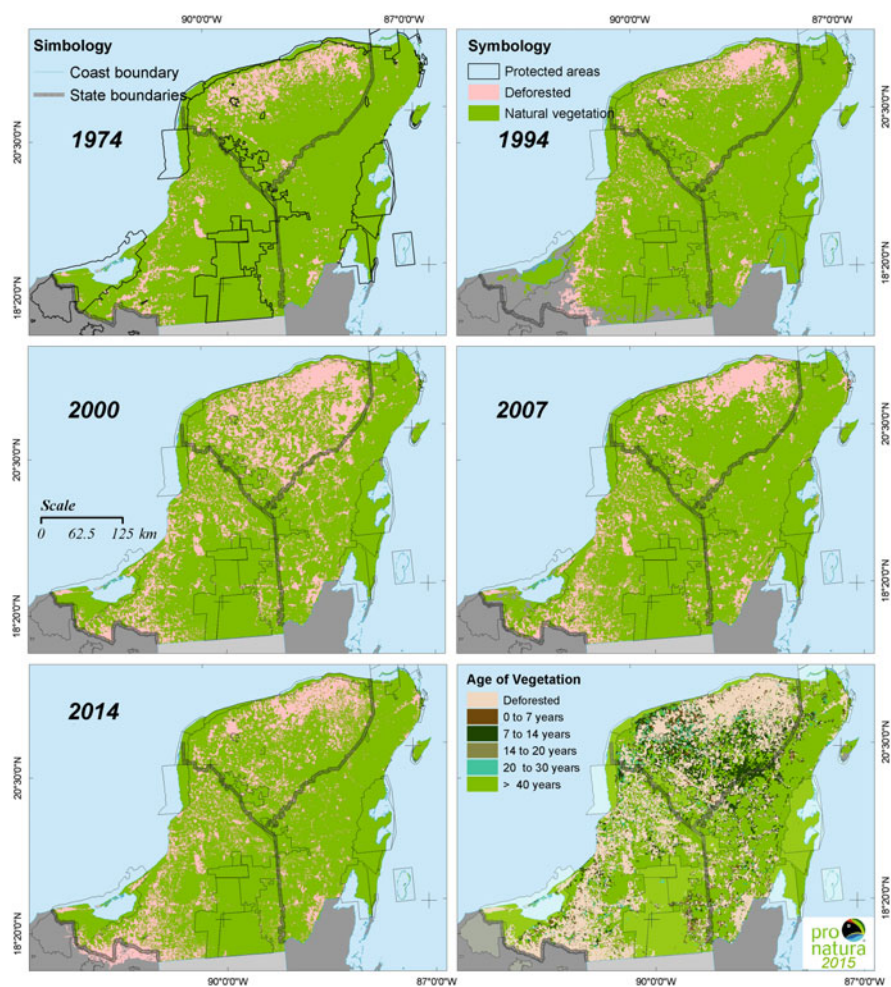 90°0'0"W
87°0'0"W
90°0'0"W
87°0'0"W
Simbology
Coast boundary
State boundaries
1974
20°30'0"N
18°20'0"N
Symbology
Protected areas
Deforested
Natural vegetation
1994
20°30'0"N
18°20'0"N
2000
20°30'0"N
Scale
0 62.5 125 km
18°20'0"N
2007
20°30'0"N
18°20'0"N
2014
20°30'0"N
18°20'0"N
Age of Vegetation
Deforested
0 to 7 years
7 to 14 years
14 to 20 years
20 to 30 years
> 40 years
18°20'0"N
pro
natura
2015
90°0'0"W
87°0'0"W
90°0'0"W
87°0'0"W